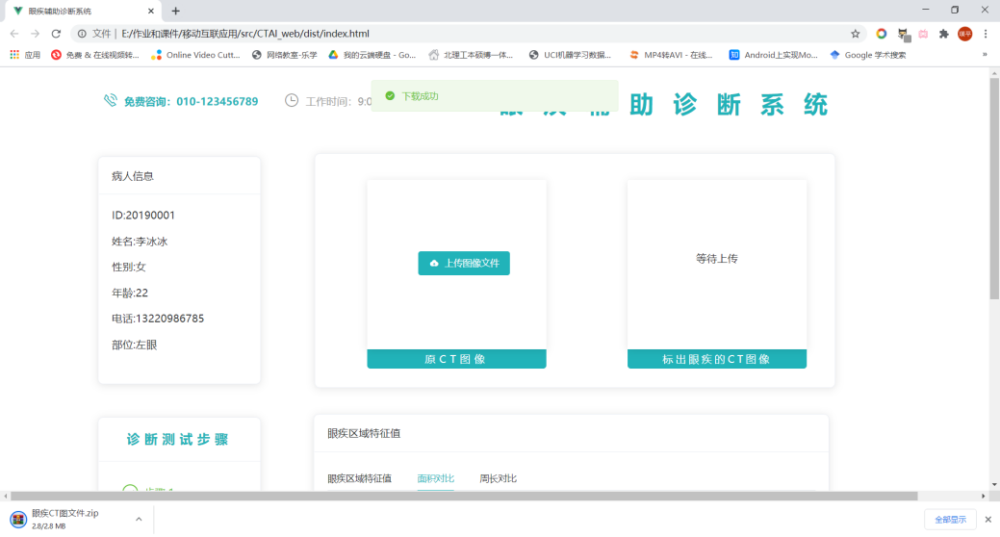 眼疾辅助诊断系统
文件 | E:/作业和课件/移动互联应用/src/CTAI_web/dist/index.html
应用 免费 & 在线视频转... Online Video Cutt... 网络教室-乐学 我的云端硬盘 - Go... 北理工本硕博一体... UCI机器学习数据... MP4转AVI - 在线... Android上实现Mo... Google 学术搜索 »
免费咨询: 010-123456789 工作时间: 9:0
下载成功
助诊断系统
病人信息
ID:20190001
姓名:李冰冰
性别:女
年龄:22
电话:13220986785
部位:左眼
上传图像文件
等待上传
原CT图像
标出眼疾的CT图像
诊断测试步骤
眼疾区域特征值
眼疾区域特征值 面积对比 周长对比
眼疾CT图文件.zip
2.8/2.8 MB
全部显示